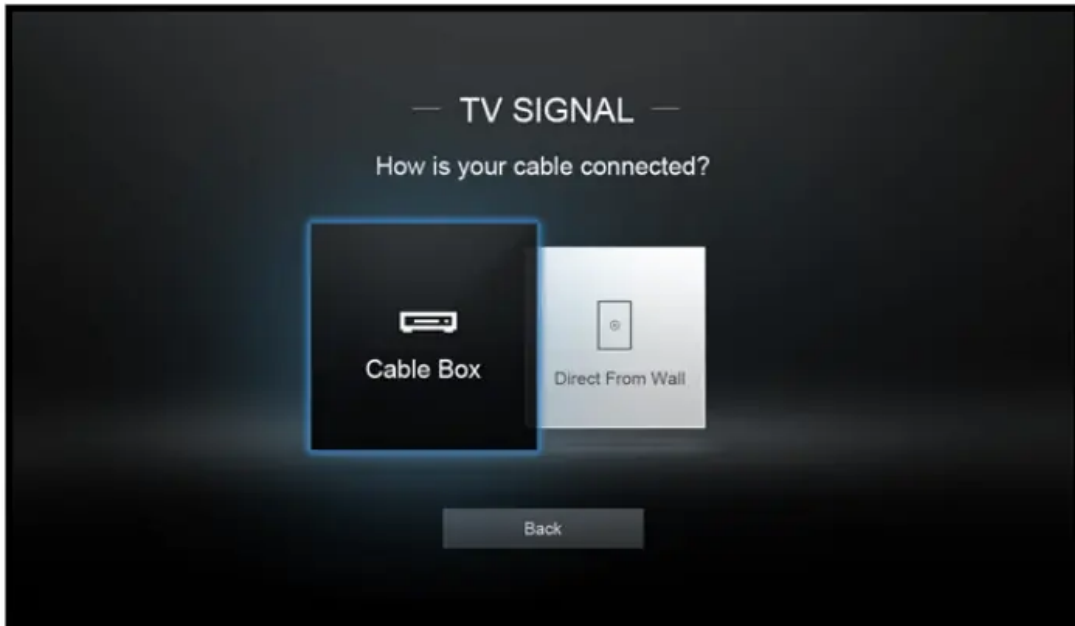 TV SIGNAL
How is your cable connected?
Cable Box
Direct From Wall
Back